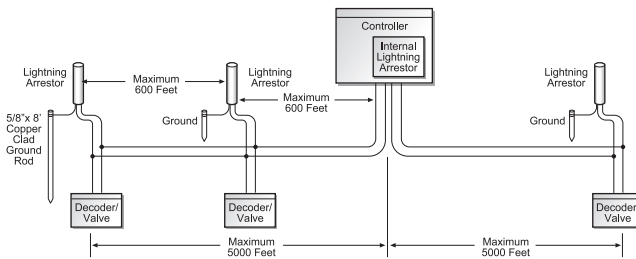 Controller
Internal
Lightning
Arrestor
Lightning
Arrestor
Maximum
600 Feet
Lightning
Arrestor
Maximum
600 Feet
Lightning
Arrestor
5/8"x 8'
Copper
Clad
Ground
Rod
Ground
Ground
Decoder/
Valve
Decoder/
Valve
Decoder/
Valve
Maximum
5000 Feet
Maximum
5000 Feet